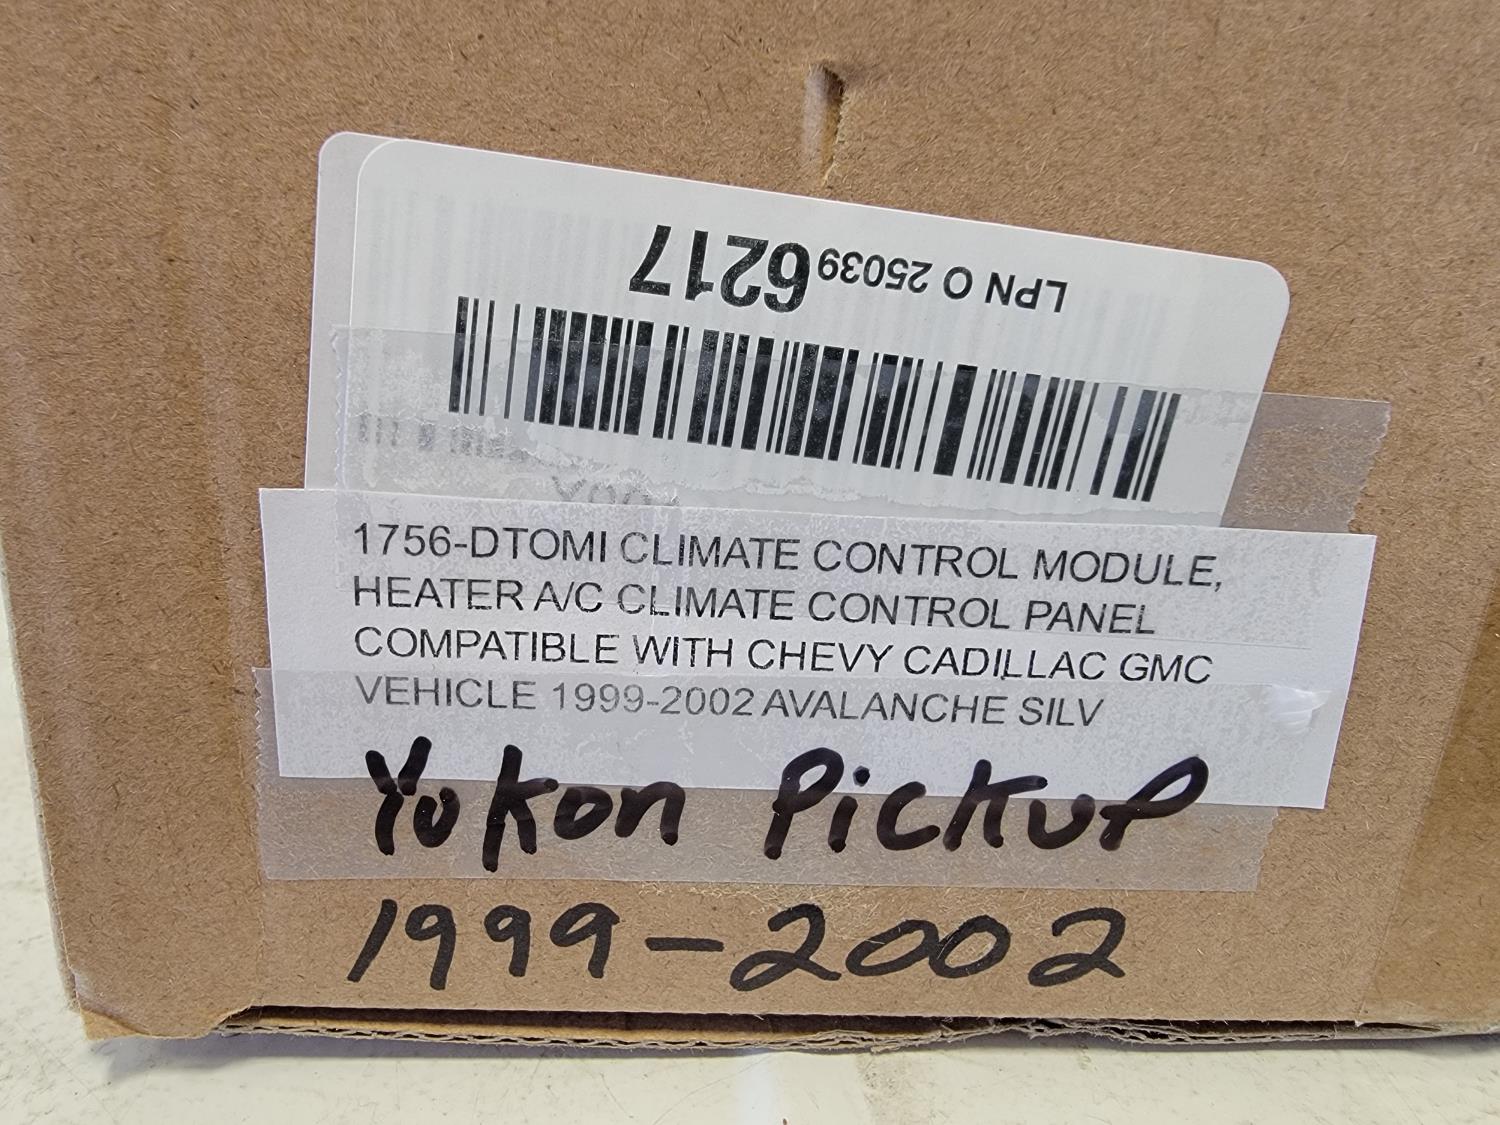 LPN O 25039 6217
1756-DTOMI CLIMATE CONTROL MODULE,
HEATER A/C CLIMATE CONTROL PANEL
COMPATIBLE WITH CHEVY CADILLAC GMC
VEHICLE 1999-2002 AVALANCHE SILV
Yukon Pickup
1999-2002